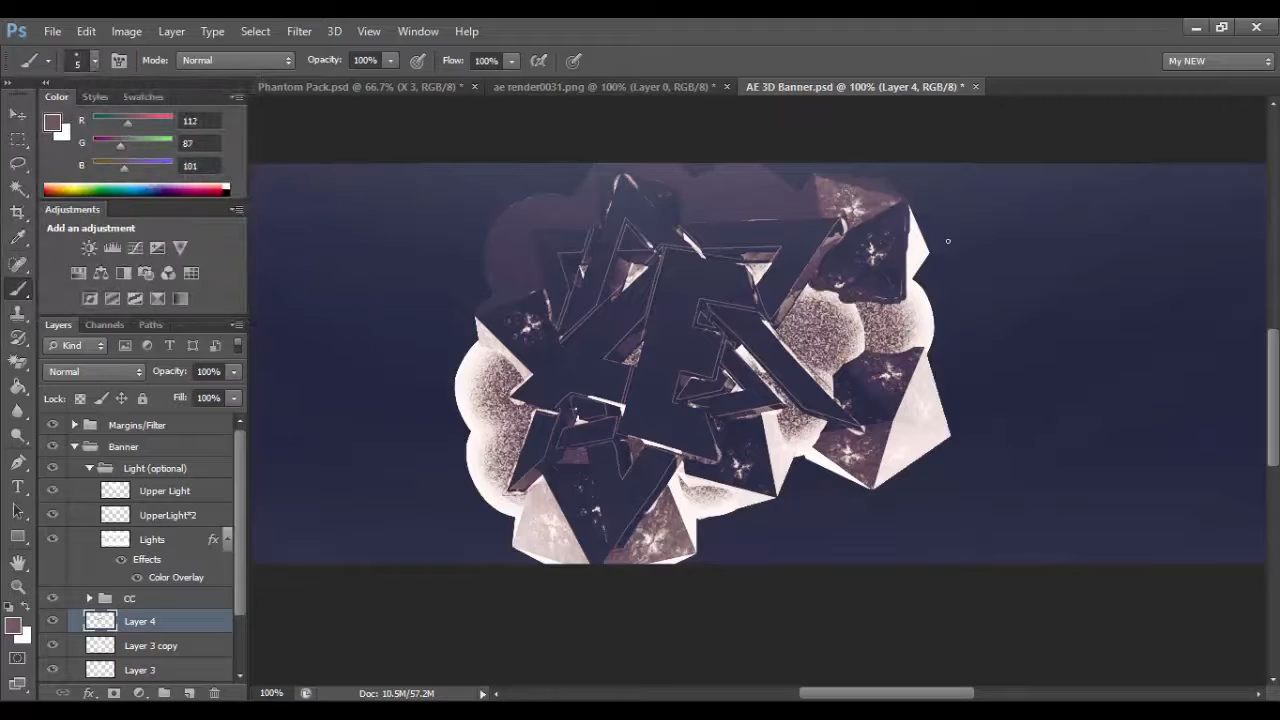 Ps File Edit Image Layer Type Select Filter 3D View Window Help
5 Mode: Normal Opacity: 100% Flow: 100% My NEW
Phantom Pack.psd @ 66.7% (X 3, RGB/8) * × ae render0031.png @ 100% (Layer 0, RGB/8) * × AE 3D Banner.psd @ 100% (Layer 4, RGB/8) * ×
Color Styles Swatches
R 112
G 87
B 101
Adjustments
Add an adjustment
Layers Channels Paths
Kind
Normal Opacity: 100%
Lock: Fill: 100%
Margins/Filter
Banner
Light (optional)
Upper Light
UpperLight*2
Lights fx
Effects
Color Overlay
CC
Layer 4
Layer 3 copy
Layer 3
fx
100% Doc: 10.5M/57.2M